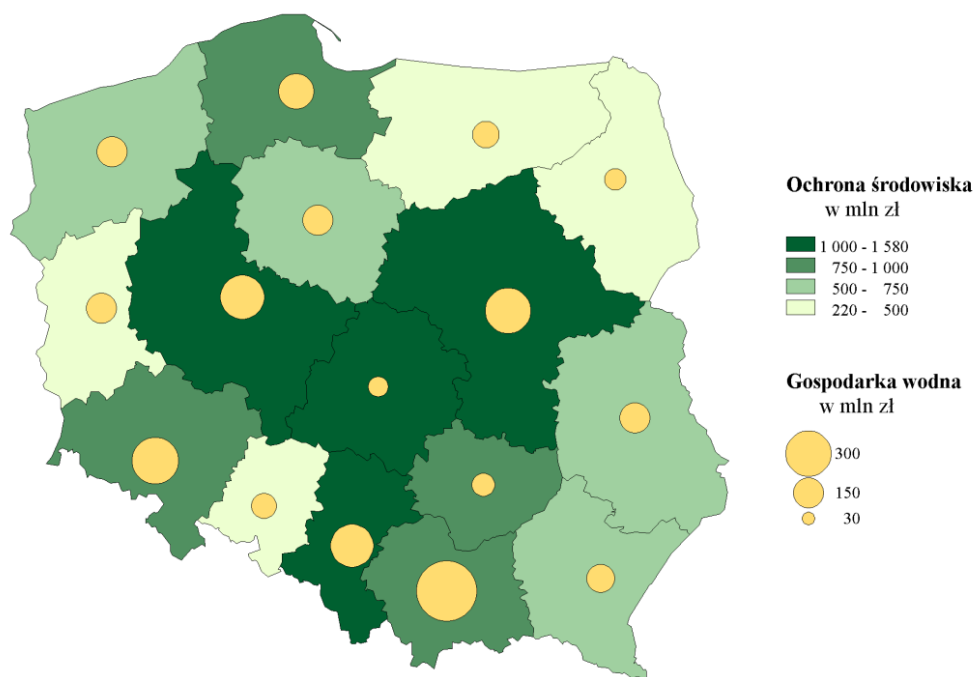 Ochrona środowiska
w mln zł
1 000 - 1 580
750 - 1 000
500 - 750
220 - 500
Gospodarka wodna
w mln zł
300
150
30